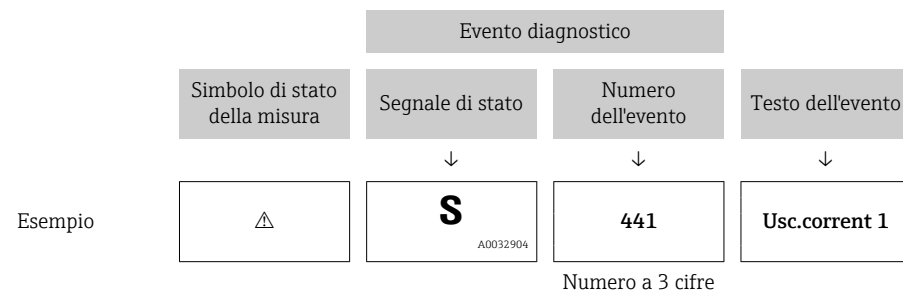 Evento diagnostico
Simbolo di stato
della misura
Segnale di stato
Numero
dell'evento
Testo dell'evento
↓ ↓ ↓
Esempio
⚠
S
A0032904
441
Usc.corrent 1
Numero a 3 cifre